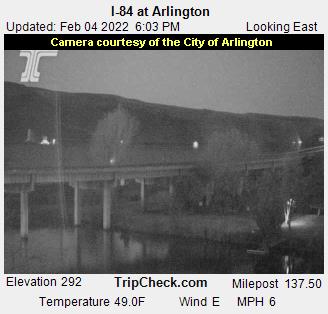 I-84 at Arlington
Updated: Feb 04 2022 6:03 PM Looking East
Camera courtesy of the City of Arlington
Elevation 292 TripCheck.com Milepost 137.50
Temperature 49.0F Wind E MPH 6